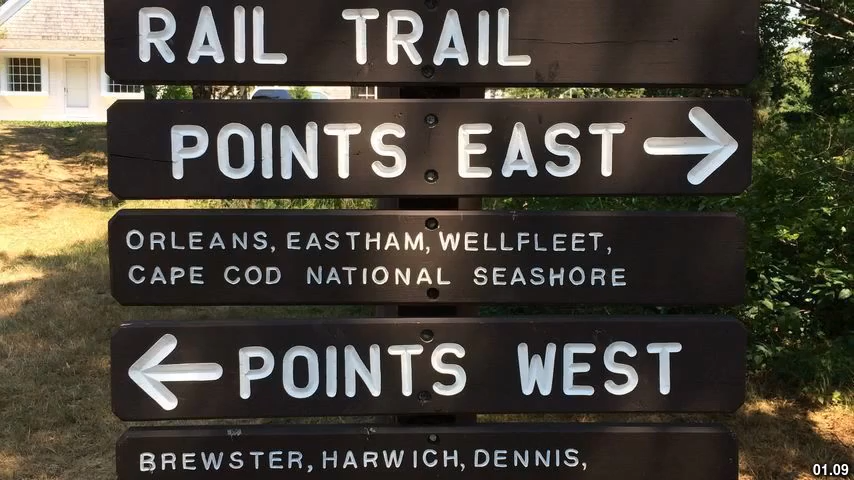 RAIL TRAIL
POINTS EAST →
ORLEANS, EASTHAM, WELLFLEET,
CAPE COD NATIONAL SEASHORE
← POINTS WEST
BREWSTER, HARWICH, DENNIS,
01.09